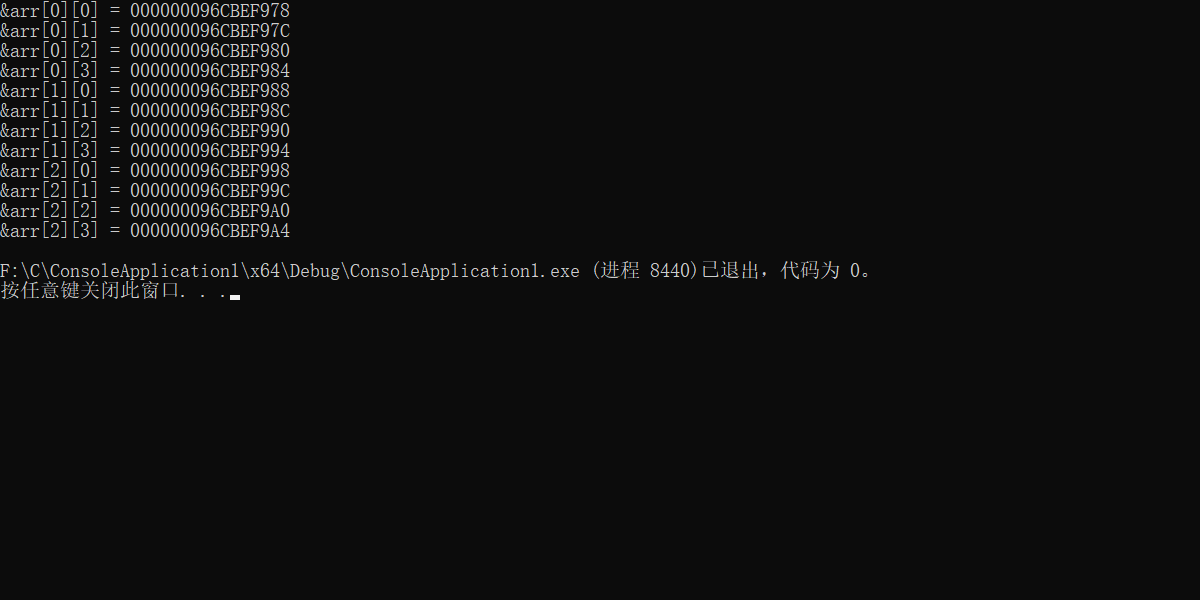 &arr[0][0] = 000000096CBEF978
&arr[0][1] = 000000096CBEF97C
&arr[0][2] = 000000096CBEF980
&arr[0][3] = 000000096CBEF984
&arr[1][0] = 000000096CBEF988
&arr[1][1] = 000000096CBEF98C
&arr[1][2] = 000000096CBEF990
&arr[1][3] = 000000096CBEF994
&arr[2][0] = 000000096CBEF998
&arr[2][1] = 000000096CBEF99C
&arr[2][2] = 000000096CBEF9A0
&arr[2][3] = 000000096CBEF9A4
F:\C\ConsoleApplication1\x64\Debug\ConsoleApplication1.exe (进程 8440)已退出，代码为 0。
按任意键关闭此窗口. . .